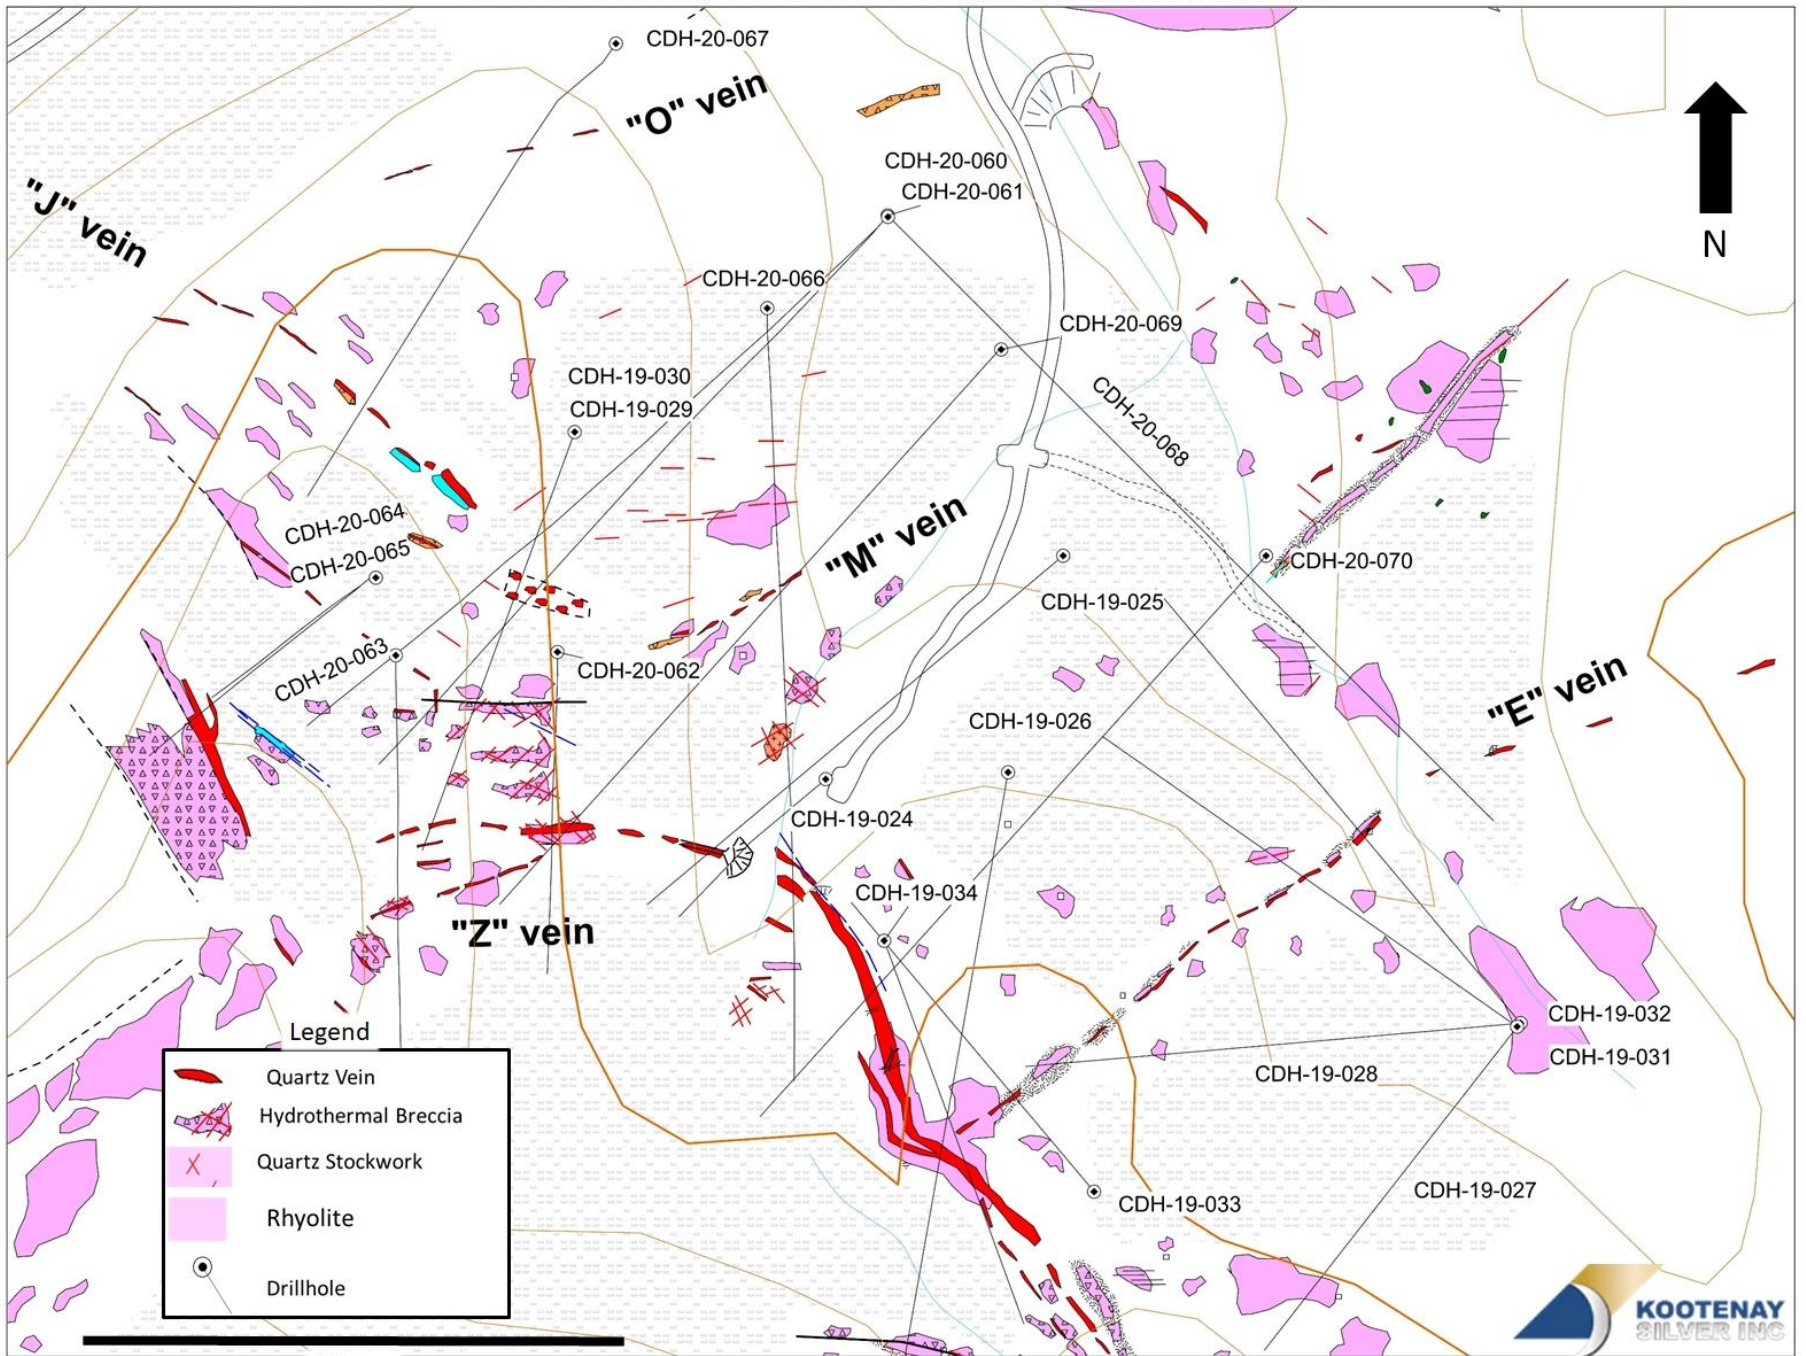 CDH-20-067
"O" vein
CDH-20-060
CDH-20-061
"J" vein
N
CDH-20-066
CDH-20-069
CDH-19-030
CDH-19-029
CDH-20-068
CDH-20-064
CDH-20-065
"M" vein
CDH-20-070
CDH-19-025
CDH-20-063
CDH-20-062
"E" vein
CDH-19-026
CDH-19-024
CDH-19-034
"Z" vein
CDH-19-032
CDH-19-031
CDH-19-028
CDH-19-033
CDH-19-027
Legend
Quartz Vein
Hydrothermal Breccia
Quartz Stockwork
Rhyolite
Drillhole
KOOTENAY
SILVER INC